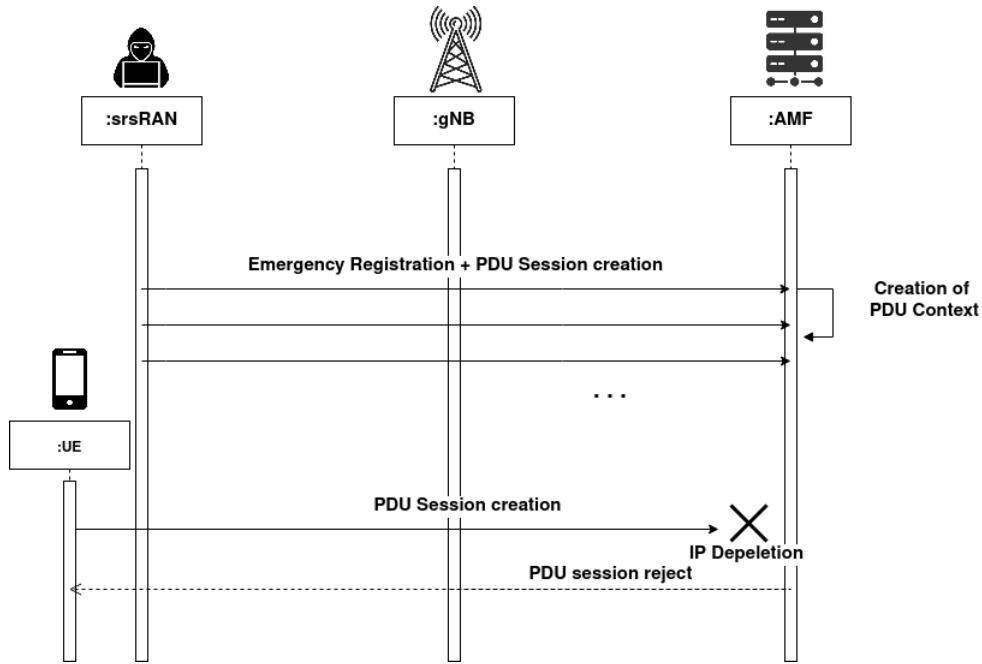 :srsRAN
:gNB
:AMF
Emergency Registration + PDU Session creation
Creation of
PDU Context
. . .
:UE
PDU Session creation
IP Depeletion
PDU session reject